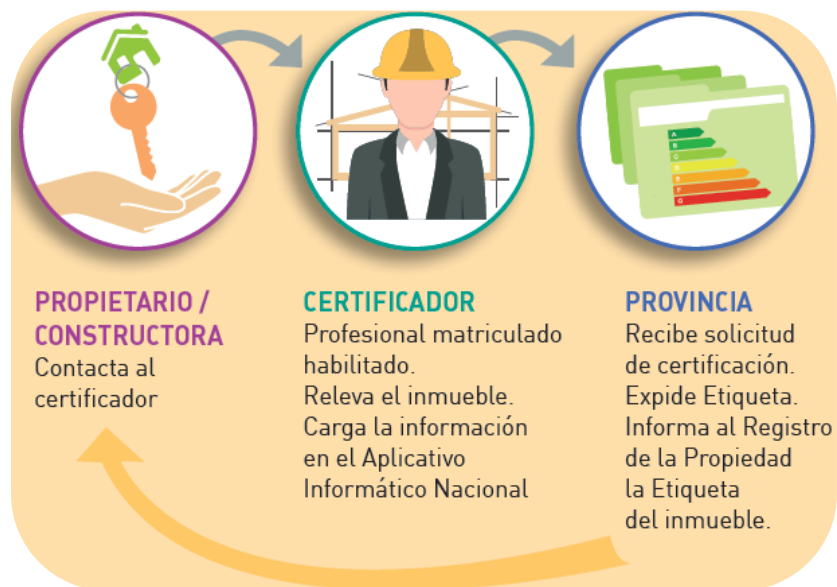 A
B
C
D
E
F
G
PROPIETARIO /
CONSTRUCTORA
Contacta al
certificador
CERTIFICADOR
Profesional matriculado
habilitado.
Releva el inmueble.
Carga la información
en el Aplicativo
Informático Nacional
PROVINCIA
Recibe solicitud
de certificación.
Expide Etiqueta.
Informa al Registro
de la Propiedad
la Etiqueta
del inmueble.